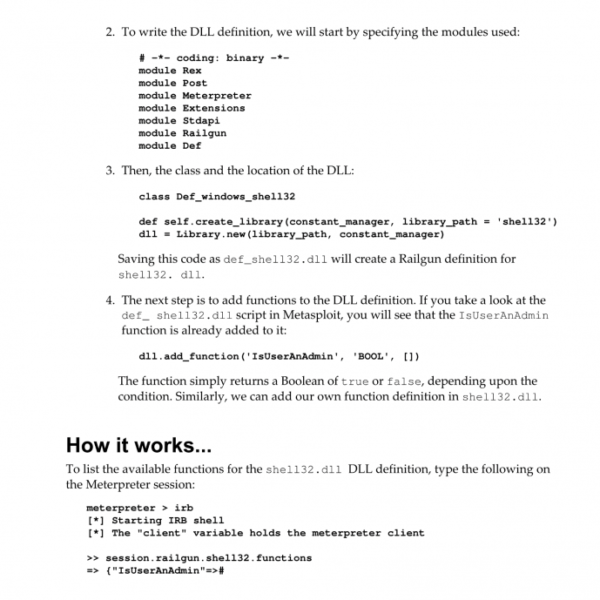 2. To write the DLL definition, we will start by specifying the modules used:
# -*- coding: binary -*-
module Rex
module Post
module Meterpreter
module Extensions
module Stdapi
module Railgun
module Def
3. Then, the class and the location of the DLL:
class Def_windows_shell32
def self.create_library(constant_manager, library_path = 'shell32')
dll = Library.new(library_path, constant_manager)
Saving this code as def_shell32.dll will create a Railgun definition for
shell32. dll.
4. The next step is to add functions to the DLL definition. If you take a look at the
def_ shell32.dll script in Metasploit, you will see that the IsUserAnAdmin
function is already added to it:
dll.add_function('IsUserAnAdmin', 'BOOL', [])
The function simply returns a Boolean of true or false, depending upon the
condition. Similarly, we can add our own function definition in shell32.dll.
How it works...
To list the available functions for the shell32.dll DLL definition, type the following on
the Meterpreter session:
meterpreter > irb
[*] Starting IRB shell
[*] The "client" variable holds the meterpreter client
>> session.railgun.shell32.functions
=> {"IsUserAnAdmin"=>#